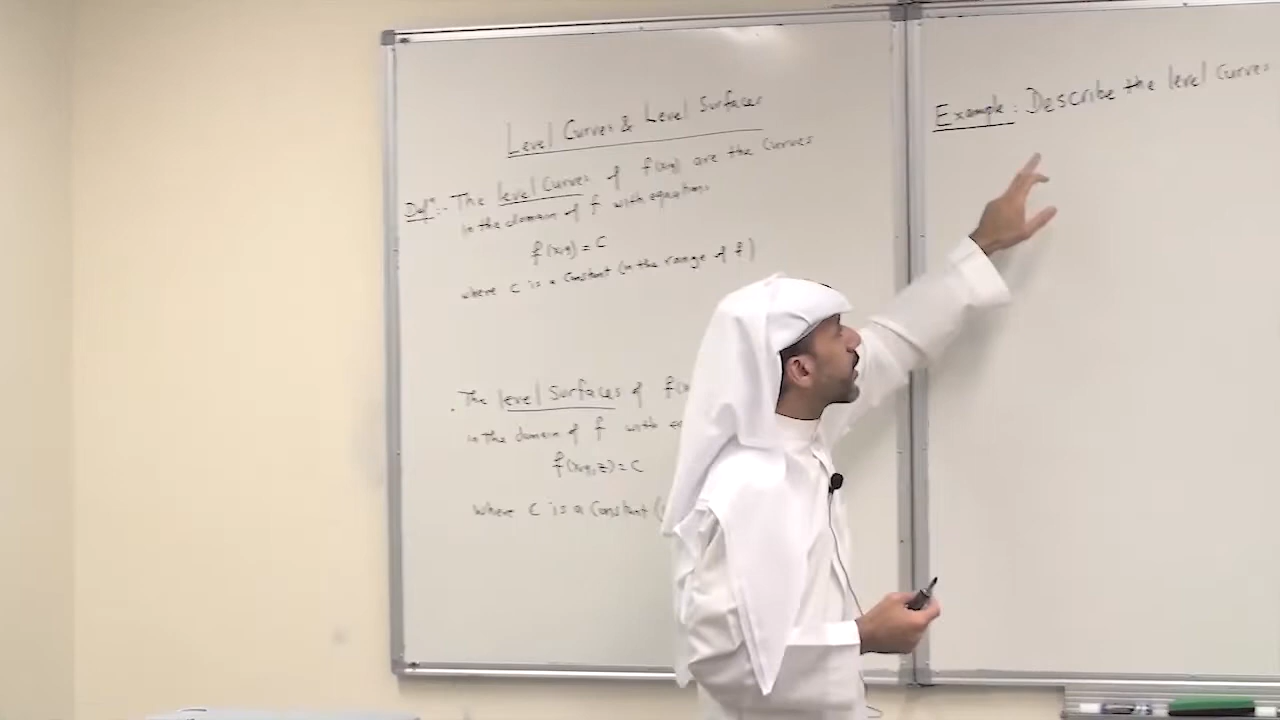 Level Curves & Level Surfaces
Defⁿ:- The level curves of f(x,y) are the curves
in the domain of f with equations
f(x,y) = C
where C is a constant (in the range of f)
. The level surfaces of f(x
in the domain of f with e
f(x,y,z) = C
where C is a constant (
Example: Describe the level curves